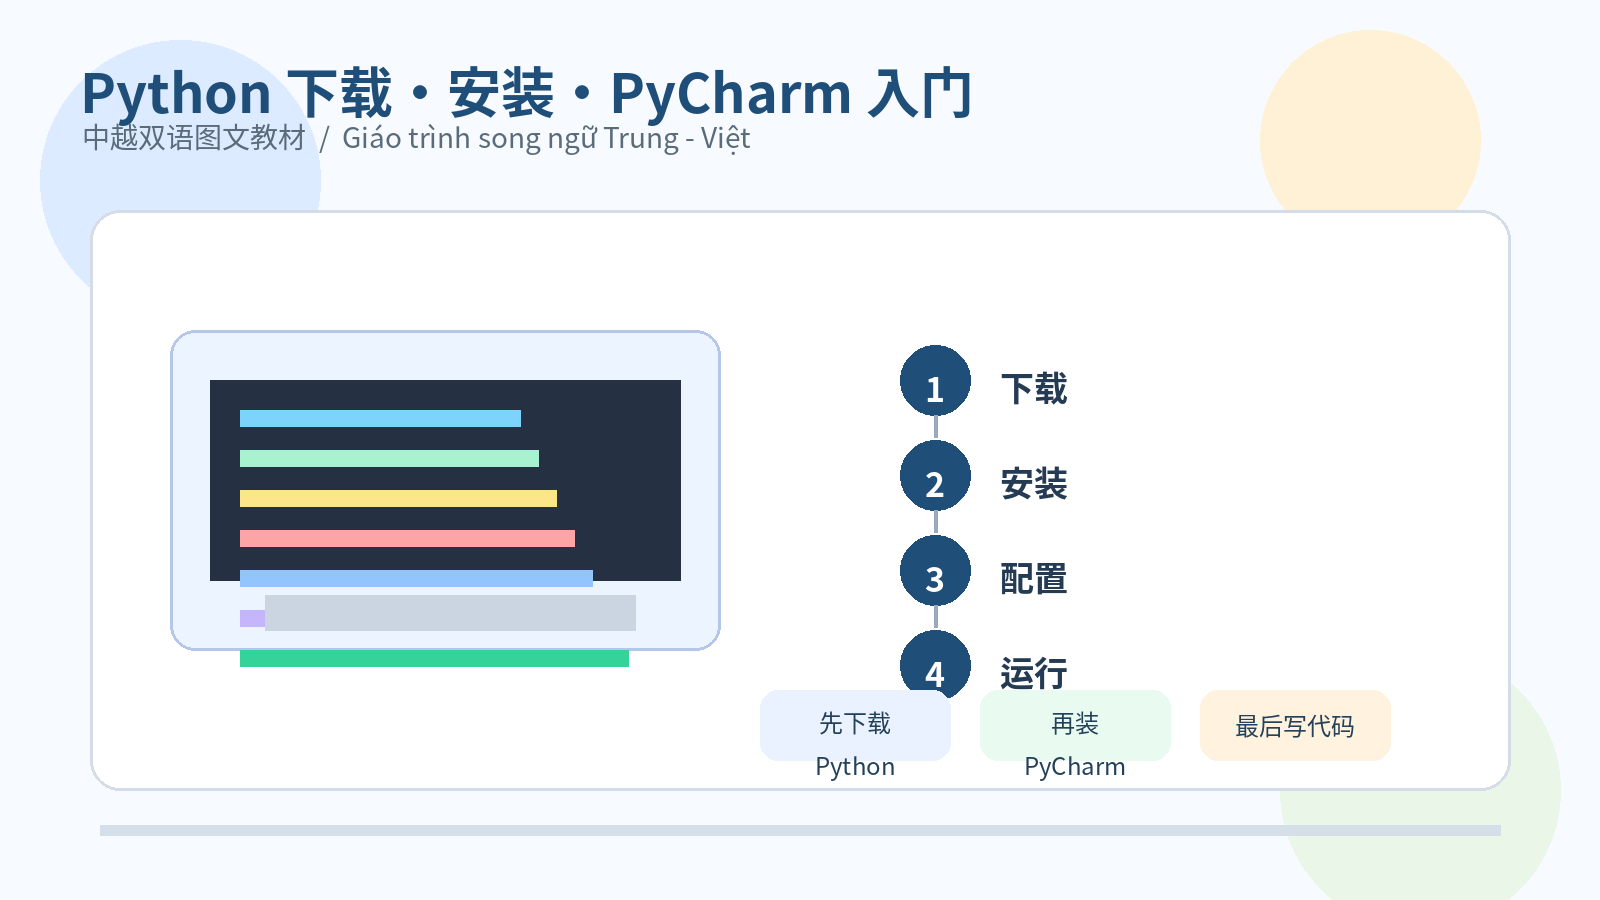 Python 下载・安装・PyCharm 入门
中越双语图文教材 / Giáo trình song ngữ Trung - Việt
1 下载
2 安装
3 配置
4 运行
先下载
Python
再装
PyCharm
最后写代码